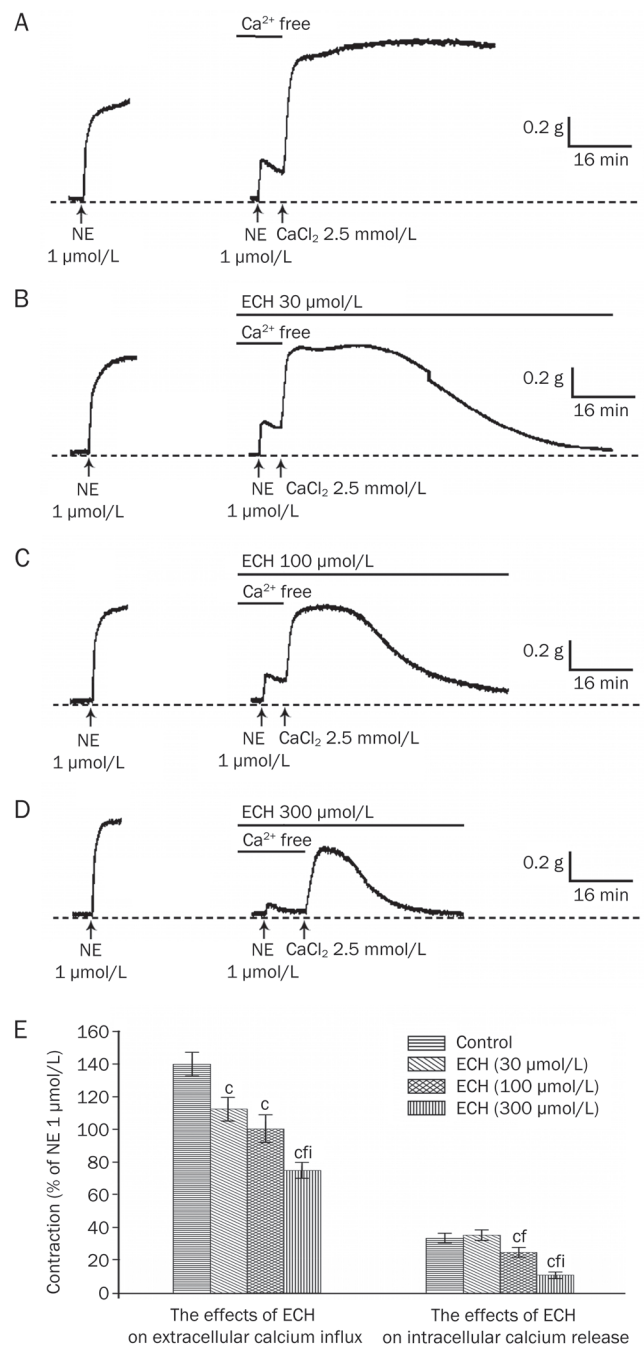 A
Ca²⁺ free
0.2 g
16 min
NE
1 µmol/L
NE
1 µmol/L
CaCl₂ 2.5 mmol/L
B
ECH 30 µmol/L
Ca²⁺ free
0.2 g
16 min
NE
1 µmol/L
NE
1 µmol/L
CaCl₂ 2.5 mmol/L
C
ECH 100 µmol/L
Ca²⁺ free
0.2 g
16 min
NE
1 µmol/L
NE
1 µmol/L
CaCl₂ 2.5 mmol/L
D
ECH 300 µmol/L
Ca²⁺ free
0.2 g
16 min
NE
1 µmol/L
NE
1 µmol/L
CaCl₂ 2.5 mmol/L
E
Contraction (% of NE 1 µmol/L)
160
140
120
100
80
60
40
20
0
c
c
cfi
cf
cfi
Control
ECH (30 µmol/L)
ECH (100 µmol/L)
ECH (300 µmol/L)
The effects of ECH
on extracellular calcium influx
The effects of ECH
on intracellular calcium release